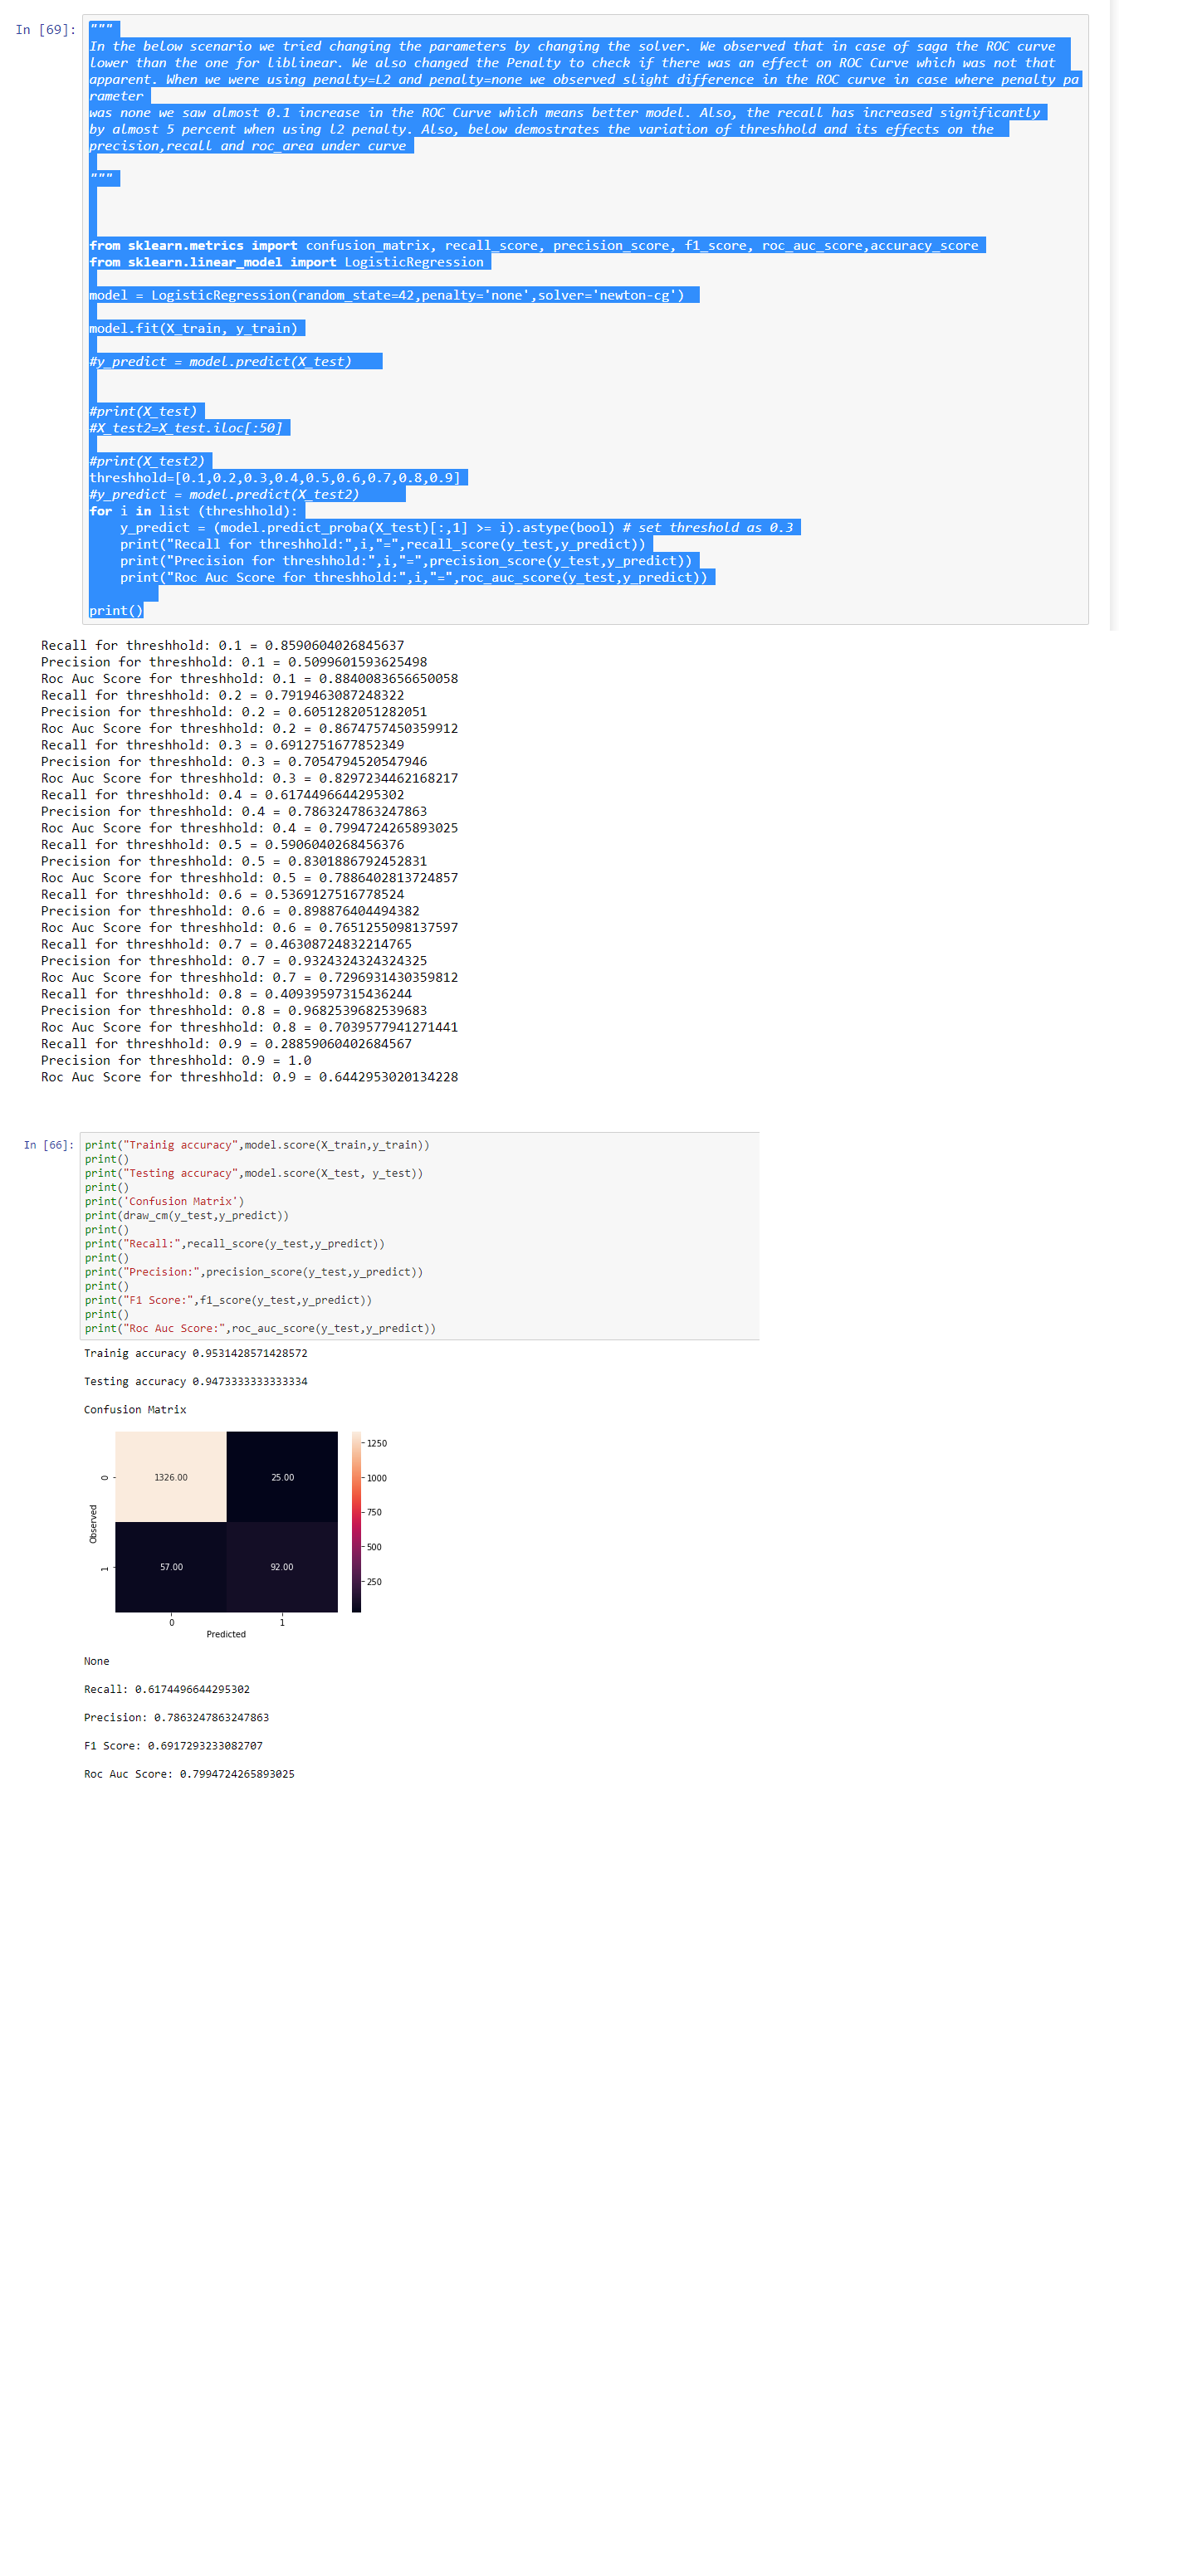 In [69]:
"""
In the below scenario we tried changing the parameters by changing the solver. We observed that in case of saga the ROC curve
lower than the one for liblinear. We also changed the Penalty to check if there was an effect on ROC Curve which was not that
apparent. When we were using penalty=L2 and penalty=none we observed slight difference in the ROC curve in case where penalty pa
rameter
was none we saw almost 0.1 increase in the ROC Curve which means better model. Also, the recall has increased significantly
by almost 5 percent when using l2 penalty. Also, below demostrates the variation of threshhold and its effects on the
precision,recall and roc_area under curve
"""
from sklearn.metrics import confusion_matrix, recall_score, precision_score, f1_score, roc_auc_score,accuracy_score
from sklearn.linear_model import LogisticRegression
model = LogisticRegression(random_state=42,penalty='none',solver='newton-cg')
model.fit(X_train, y_train)
#y_predict = model.predict(X_test)
#print(X_test)
#X_test2=X_test.iloc[:50]
#print(X_test2)
threshhold=[0.1,0.2,0.3,0.4,0.5,0.6,0.7,0.8,0.9]
#y_predict = model.predict(X_test2)
for i in list (threshhold):
    y_predict = (model.predict_proba(X_test)[:,1] >= i).astype(bool) # set threshold as 0.3
    print("Recall for threshhold:",i,"=",recall_score(y_test,y_predict))
    print("Precision for threshhold:",i,"=",precision_score(y_test,y_predict))
    print("Roc Auc Score for threshhold:",i,"=",roc_auc_score(y_test,y_predict))
print()
Recall for threshhold: 0.1 = 0.8590604026845637
Precision for threshhold: 0.1 = 0.5099601593625498
Roc Auc Score for threshhold: 0.1 = 0.8840083656650058
Recall for threshhold: 0.2 = 0.7919463087248322
Precision for threshhold: 0.2 = 0.6051282051282051
Roc Auc Score for threshhold: 0.2 = 0.8674757450359912
Recall for threshhold: 0.3 = 0.6912751677852349
Precision for threshhold: 0.3 = 0.7054794520547946
Roc Auc Score for threshhold: 0.3 = 0.8297234462168217
Recall for threshhold: 0.4 = 0.6174496644295302
Precision for threshhold: 0.4 = 0.7863247863247863
Roc Auc Score for threshhold: 0.4 = 0.7994724265893025
Recall for threshhold: 0.5 = 0.5906040268456376
Precision for threshhold: 0.5 = 0.8301886792452831
Roc Auc Score for threshhold: 0.5 = 0.7886402813724857
Recall for threshhold: 0.6 = 0.5369127516778524
Precision for threshhold: 0.6 = 0.898876404494382
Roc Auc Score for threshhold: 0.6 = 0.7651255098137597
Recall for threshhold: 0.7 = 0.46308724832214765
Precision for threshhold: 0.7 = 0.9324324324324325
Roc Auc Score for threshhold: 0.7 = 0.7296931430359812
Recall for threshhold: 0.8 = 0.40939597315436244
Precision for threshhold: 0.8 = 0.9682539682539683
Roc Auc Score for threshhold: 0.8 = 0.7039577941271441
Recall for threshhold: 0.9 = 0.28859060402684567
Precision for threshhold: 0.9 = 1.0
Roc Auc Score for threshhold: 0.9 = 0.6442953020134228
In [66]:
print("Trainig accuracy",model.score(X_train,y_train))
print()
print("Testing accuracy",model.score(X_test, y_test))
print()
print('Confusion Matrix')
print(draw_cm(y_test,y_predict))
print()
print("Recall:",recall_score(y_test,y_predict))
print()
print("Precision:",precision_score(y_test,y_predict))
print()
print("F1 Score:",f1_score(y_test,y_predict))
print()
print("Roc Auc Score:",roc_auc_score(y_test,y_predict))
Trainig accuracy 0.9531428571428572
Testing accuracy 0.9473333333333334
Confusion Matrix
1250
0 1326.00 25.00 1000
Observed 750
500
1 57.00 92.00 250
0 1
Predicted
None
Recall: 0.6174496644295302
Precision: 0.7863247863247863
F1 Score: 0.6917293233082707
Roc Auc Score: 0.7994724265893025